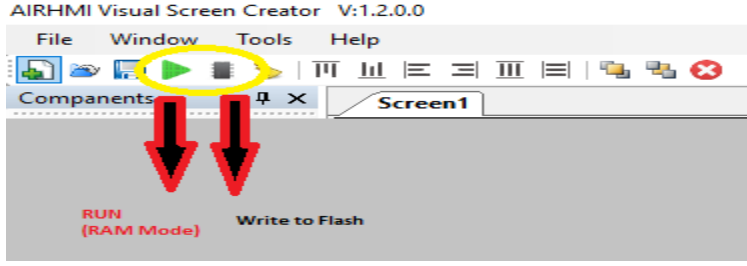 AIRHMI Visual Screen Creator V:1.2.0.0
File Window Tools Help
Companents
Screen1
RUN
(RAM Mode)
Write to Flash